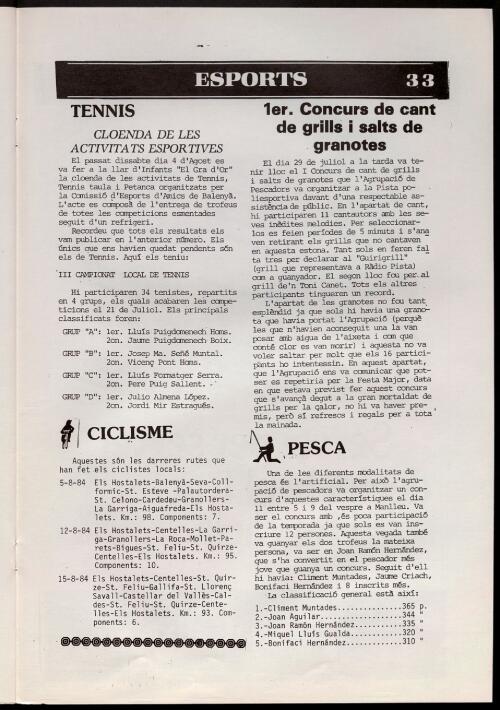 ESPORTS 33
TENNIS
CLOENDA DE LES
ACTIVITATS ESPORTIVES
El passat dissabte dia 4 d'Agost es
va fer a la llar d'Infants "El Gra d'Or"
la cloenda de les activitats de Tennis,
Tennis taula i Petanca organitzats per
la Comissió d'Esports d'Amics de Balenyà.
L'acte es composà de l'entrega de trofeus
de totes les competicions esmentades
seguit d'un refrigeri.
Recordeu que tots els resultats els
vam publicar en l'anterior número. Els
únics que ens havien quedat pendents són
els de Tennis. Aquí els teniu:
III CAMPIONAT LOCAL DE TENNIS
Hi participaren 34 tenistes, repartits
en 4 grups, els quals acabaren les compe-
ticions el 21 de Juliol. Els principals
classificats foren:
GRUP "A": 1er. Lluís Puigdomenech Homs.
2on. Jaume Puigdomenech Boix.
GRUP "B": 1er. Josep Ma. Señé Muntal.
2on. Vicenç Pont Homs.
GRUP "C": 1er. Lluís Formatger Serra.
2on. Pere Puig Sallent.
GRUP "D": 1er. Julio Almena López.
2on. Jordi Mir Estragués.
CICLISME
Aquestes són les darreres rutes que
han fet els ciclistes locals:
5-8-84 Els Hostalets-Balenyà-Seva-Coll-
formic-St. Esteve -Palautordera-
St. Celono-Cardedeu-Granollers-
La Garriga-Aiguafreda-Els Hosta-
lets. Km.: 98. Components: 7.
12-8-84 Els Hostalets-Centelles-La Garri-
ga-Granollers-La Roca-Mollet-Pa-
rets-Bigues-St. Feliu-St. Quirze-
Centelles-Els Hostalets. Km.: 95.
Components: 10.
15-8-84 Els Hostalets-Centelles-St. Quir-
ze-St. Feliu-Gallifa-St. Llorenç
Savall-Castellar del Vallès-Cal-
des-St. Feliu-St. Quirze-Cente-
lles-Els Hostalets. Km.: 93. Com-
ponents: 6.
1er. Concurs de cant
de grills i salts de
granotes
El dia 29 de juliol a la tarda va te-
nir lloc el I Concurs de cant de grills
i salts de granotes que l'Agrupació de
Pescadors va organitzar a la Pista po-
liesportiva davant d'una respectable as-
sistència de públic. En l'apartat de cant,
hi participaren 11 cantautors amb les se-
ves inèdites melodies. Per seleccionar-
los es feien períodes de 5 minuts i s'ana
ven retirant els grills que no cantaven
en aquesta estona. Tant sols en feren fal
ta tres per declarar al "Guirigrill"
(grill que representava a Ràdio Pista)
com a guanyador. El segon lloc fou per al
grill de'n Toni Canet. Tots els altres
participants tingueren un record.
L'apartat de les granotes no fou tant
esplèndid ja que sols hi havia una grano-
ta que havia portat l'Agrupació (perquè
les que n'havien aconseguit una la van
posar amb aigua de l'aixeta i com que
conté clor es van morir) i aquesta no va
voler saltar per molt que els 16 partici-
pants ho intentessin. En aquest apartat,
que l'Agrupació ens va comunicar que pot-
ser es repetiria per la Festa Major, data
en que estava previst fer aquest concurs
que s'avançà degut a la gran mortaldat de
grills per la calor, no hi va haver pre-
mis, però sí refrescs i regals per a tota
la mainada.
PESCA
Una de les diferents modalitats de
pesca és l'artificial. Per això l'agru-
pació de pescadors va organitzar un con-
curs d'aquestes característiques el dia
11 entre 5 i 9 del vespre a Manlleu. Va
ser el concurs amb ,és poca participació
de la temporada ja que sols es van ins-
criure 12 persones. Aquesta vegada també
va guanyar els dos trofeus la mateixa
persona, va ser en Joan Ramón Hernández,
que s'ha convertit en el pescador més
jove que guanya un concurs. Seguit d'ell
hi havia: Climent Muntades, Jaume Criach,
Bonifaci Hernández i 8 inscrits més.
La classificació general està així:
1.-Climent Muntades...............365 p.
2.-Joan Aguilar...................344 "
3.-Joan Ramón Hernández...........335 "
4.-Miquel Lluís Gualda............320 "
5.-Bonifaci Hernández.............310 "